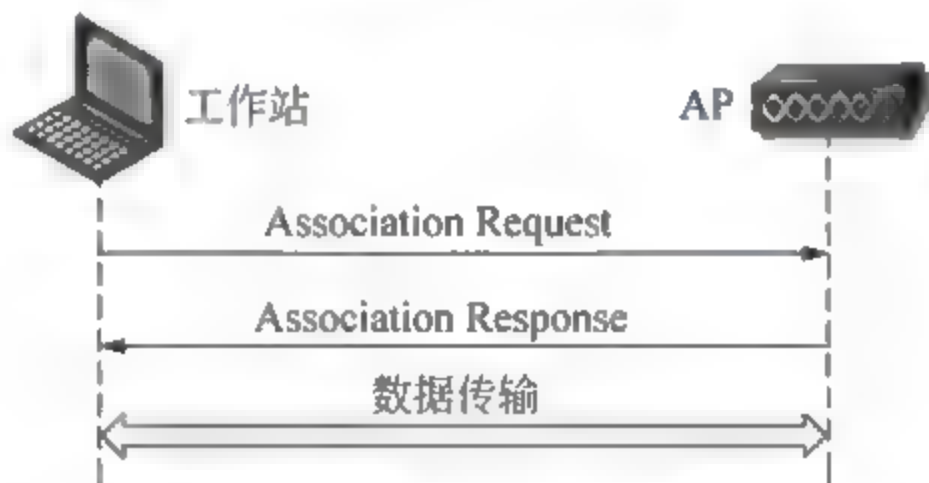 工作站
AP
Association Request
Association Response
数据传输